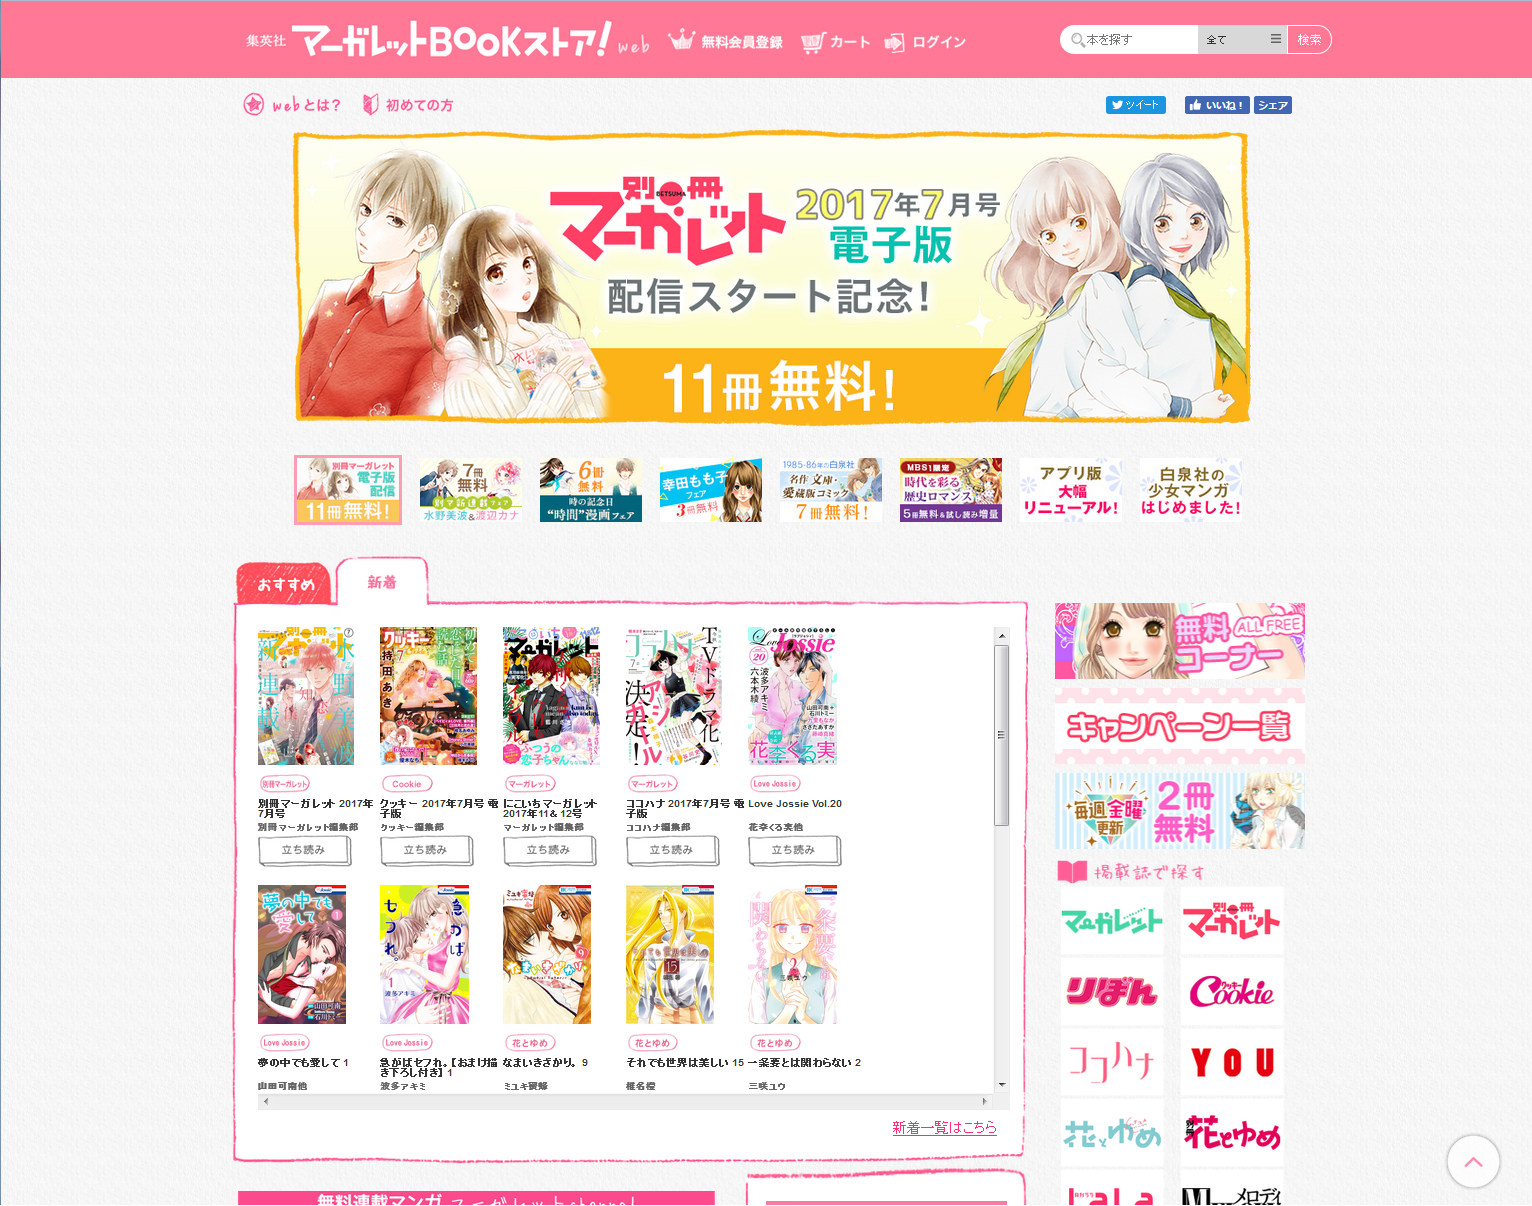 集英社 マーガレットBOOKストア! web
無料会員登録 カート ログイン
本を探す 全て 検索
webとは? 初めての方
ツイート いいね! シェア
別冊マーガレット BETSUMA 2017年7月号
電子版
配信スタート記念!
11冊無料!
別冊マーガレット
電子版
配信
11冊無料!
7冊
無料
水野美波&渡辺カナ
6冊
無料
時の記念日
"時間"漫画フェア
幸田もも子
フェア
3冊無料
1985-86年の白泉社
名作文庫・
愛蔵版コミック
7冊無料!
MBS!限定
時代を彩る
歴史ロマンス
5冊無料&試し読み増量
アプリ版
大幅
リニューアル!
白泉社の
少女マンガ
はじめました!
おすすめ 新着
別冊マーガレット
別冊マーガレット 2017年
7月号
別冊マーガレット編集部
立ち読み
Cookie
クッキー 2017年7月号 電
子版
クッキー編集部
立ち読み
マーガレット
にこいちマーガレット
2017年11& 12号
マーガレット編集部
立ち読み
マーガレット
ココハナ 2017年7月号 電
子版
ココハナ編集部
立ち読み
Love Jossie
Love Jossie Vol.20
花李くる実他
立ち読み
Love Jossie
夢の中でも愛して 1
山田可南他
Love Jossie
急がばセフれ。【おまけ描
き下ろし付き】 1
波多アキミ
花とゆめ
なまいきざかり。 9
ミユキ蜜蜂
花とゆめ
それでも世界は美しい 15
椎名橙
花とゆめ
一条要とは関わらない 2
三咲ユウ
新着一覧はこちら
無料 ALL FREE
コーナー
キャンペーン一覧
毎週金曜
更新
2冊
無料
掲載誌で探す
マーガレット
別冊マーガレット
りぼん
クッキー
Cookie
ココハナ
YOU
花とゆめ
別冊花とゆめ
LaLa
メロディ
無料連載マンガ マーガレットchannel